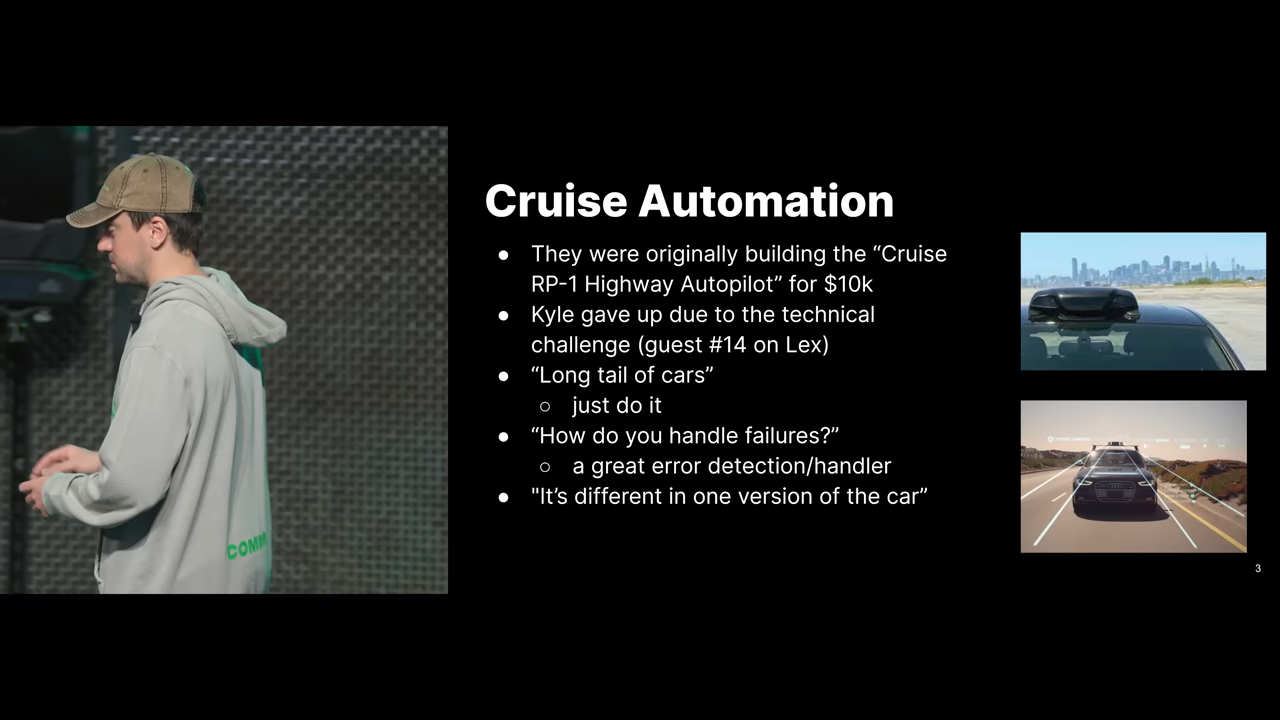 Cruise Automation
● They were originally building the “Cruise
RP-1 Highway Autopilot” for $10k
● Kyle gave up due to the technical
challenge (guest #14 on Lex)
● “Long tail of cars”
○ just do it
● “How do you handle failures?”
○ a great error detection/handler
● "It’s different in one version of the car”
3